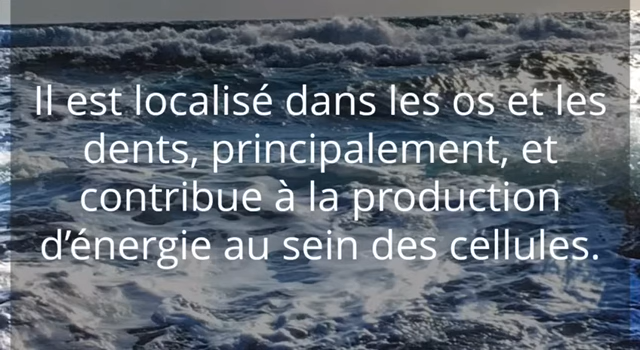 Il est localisé dans les os et les
dents, principalement, et
contribue à la production
d’énergie au sein des cellules.